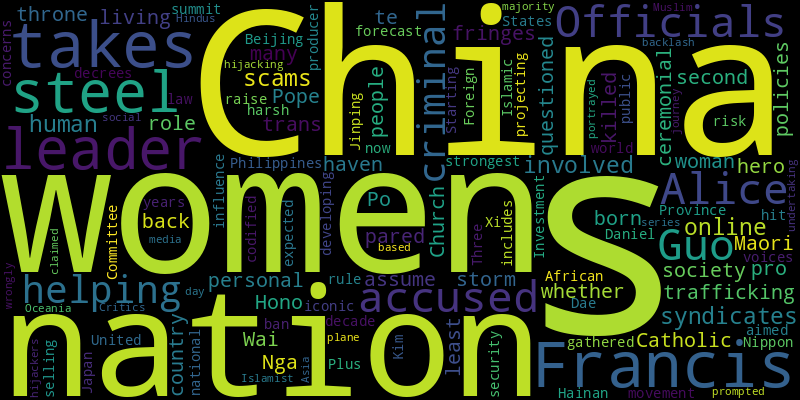 throne
living
summit
Hindus
China
States
majority
Muslim
Officials
takes
concerns
decrees
Beijing
producer
te
forecast
fringes
backlash
many
hijacking
steel
scams
Pope
Jinping
people
criminal
starting
Foreign
Islamic
projecting
questioned
portrayed
killed
public
ceremonial
second
journey
policies
law
raise
harsh
human
social
role
trans
now
world
risk
leader
Philippines
haven
strongest
involved
woman
hero
womens
s
Alice
undertaking
years
influence
codified
expected
developing
Po
Church
Xi
Three
includes
Investment
born
Province
series
hit
back
Committee
claimed
media
pared
based
Daniel
online
Guo
Maori
voices
wrongly
helping
personal
storm
African
society
pro
assume
whether
trafficking
Oceania
Critics
day
Hono
rule
iconic
accused
Dae
syndicates
nation
ban
decade
aimed
United
country
national
Wai
plane
Kim
least
security
gathered
Catholic
Nippon
hijackers
selling
Japan
Islamist
Nga
Asia
Plus
Francis
Hainan
movement
prompted